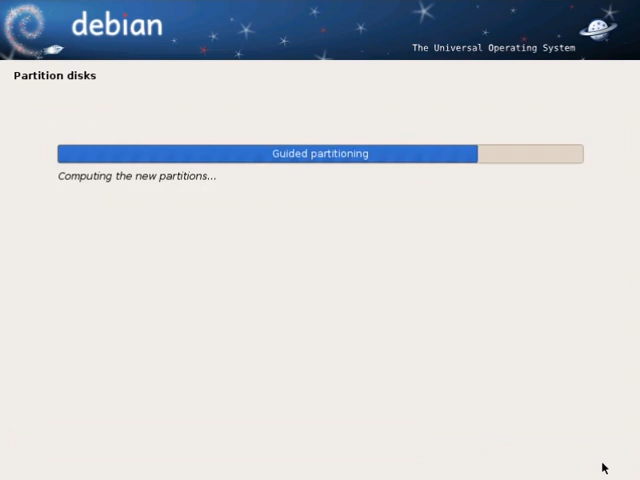 debian
The Universal Operating System
Partition disks
Guided partitioning
Computing the new partitions...